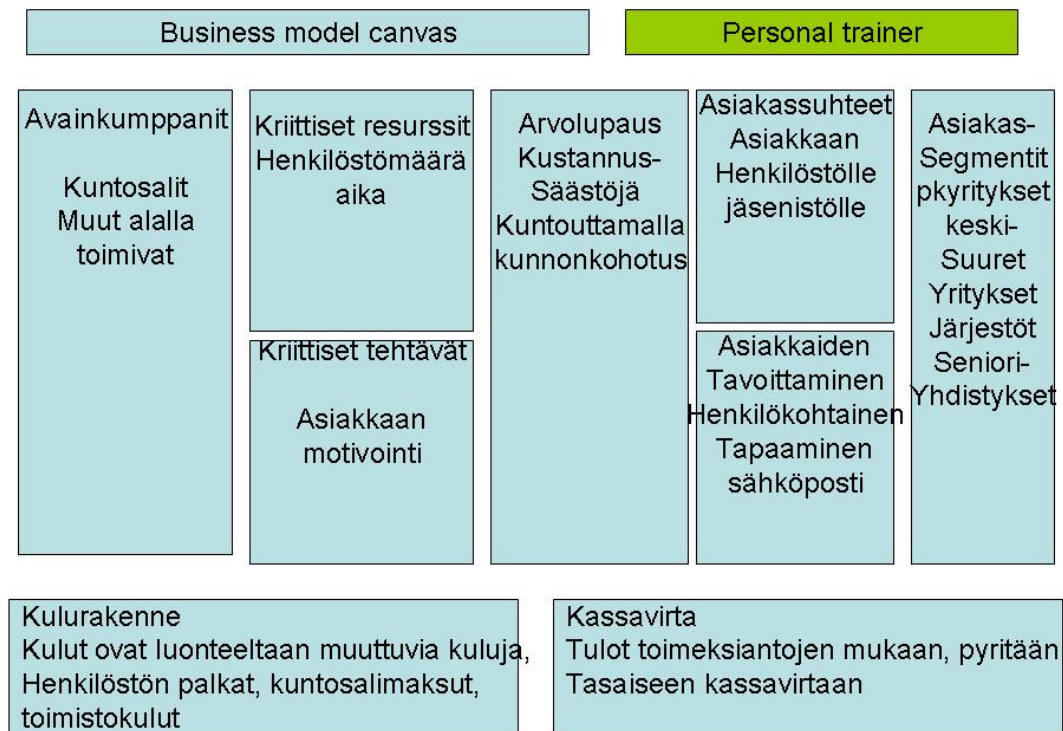 Business model canvas
Personal trainer
Avainkumppanit
Kuntosalit
Muut alalla
toimivat
Kriittiset resurssit
Henkilöstömäärä
aika
Kriittiset tehtävät
Asiakkaan
motivointi
Arvolupaus
Kustannus-
Säästöjä
Kuntouttamalla
kunnonkohotus
Asiakassuhteet
Asiakkaan
Henkilöstölle
jäsenistölle
Asiakkaiden
Tavoittaminen
Henkilökohtainen
Tapaaminen
sähköposti
Asiakas-
Segmentit
pkyritykset
keski-
Suuret
Yritykset
Järjestöt
Seniori-
Yhdistykset
Kulurakenne
Kulut ovat luonteeltaan muuttuvia kuluja,
Henkilöstön palkat, kuntosalimaksut,
toimistokulut
Kassavirta
Tulot toimeksiantojen mukaan, pyritään
Tasaiseen kassavirtaan